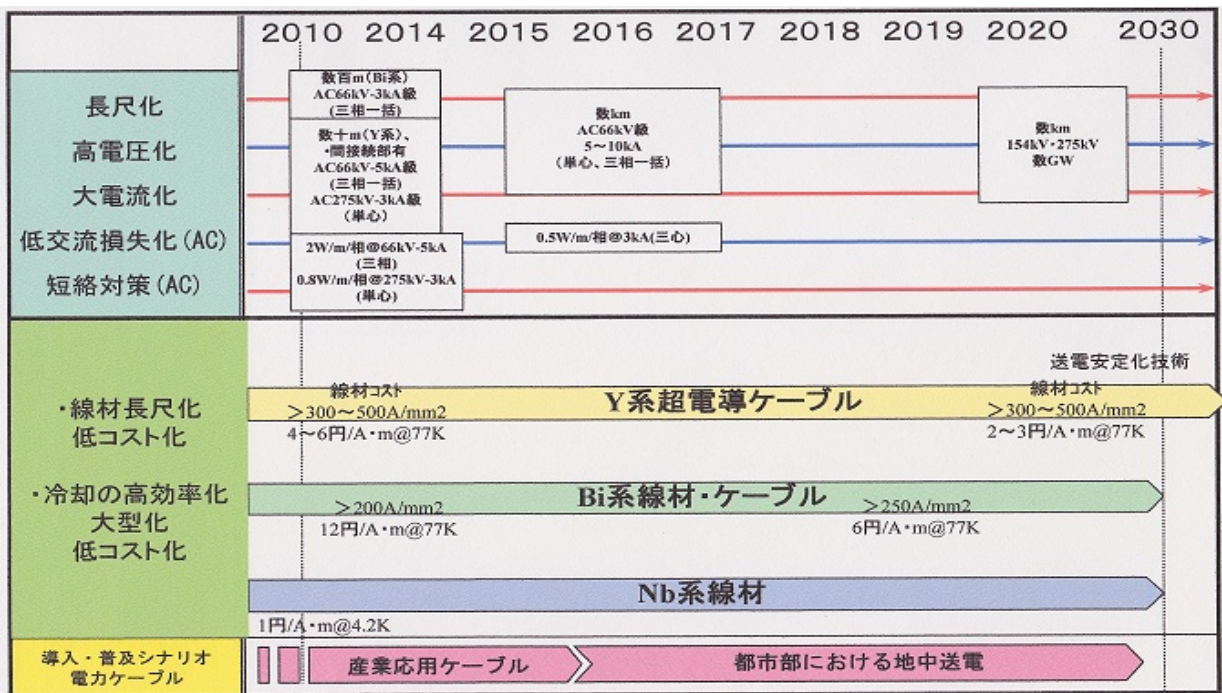 2010 2014 2015 2016 2017 2018 2019 2020 2030
長尺化
高電圧化
大電流化
低交流損失化(AC)
短絡対策(AC)
数百m(Bi系)
AC66kV-3kA級
(三相一括)
数十m(Y系)、
・間接続部有
AC66kV-5kA級
(三相一括)
AC275kV-3kA級
(単心)
2W/m/相@66kV-5kA
(三相)
0.8W/m/相@275kV-3kA
(単心)
数km
AC66kV級
5～10kA
(単心、三相一括)
0.5W/m/相@3kA(三心)
数km
154kV・275kV
数GW
・線材長尺化
低コスト化
・冷却の高効率化
大型化
低コスト化
送電安定化技術
線材コスト
＞300～500A/mm2
4～6円/A・m@77K
Y系超電導ケーブル
線材コスト
＞300～500A/mm2
2～3円/A・m@77K
＞200A/mm2
12円/A・m@77K
Bi系線材・ケーブル
＞250A/mm2
6円/A・m@77K
Nb系線材
1円/A・m@4.2K
導入・普及シナリオ
電力ケーブル
産業応用ケーブル
都市部における地中送電